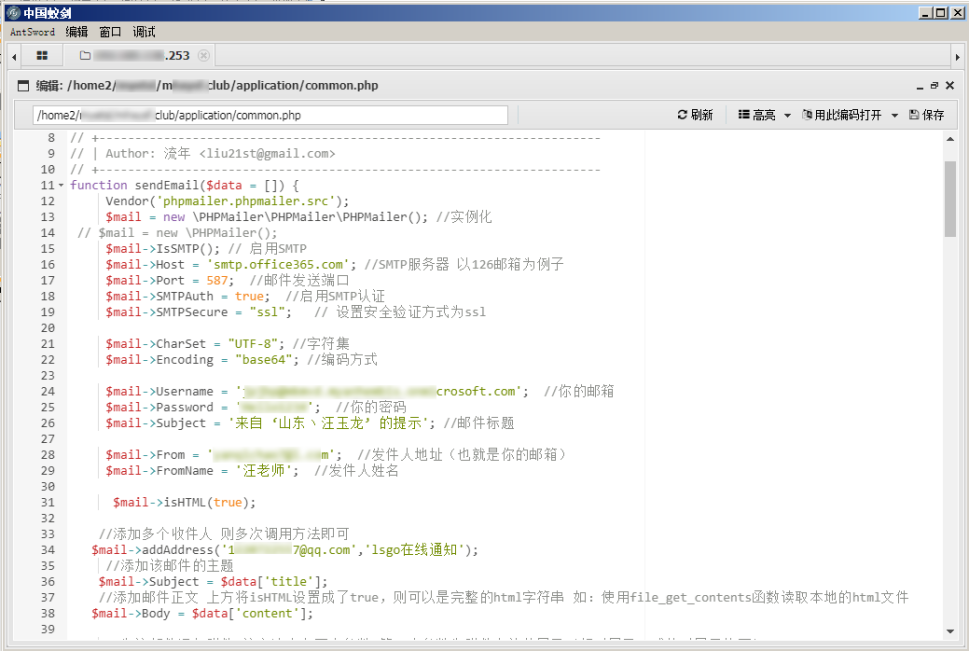 中国蚁剑
AntSword 编辑 窗口 调试
.253
编辑: /home2/ /m club/application/common.php
/home2/ club/application/common.php 刷新 高亮 用此编码打开 保存
8 // +----------------------------------------------------------------------
9 // | Author: 流年 <liu21st@gmail.com>
10 // +----------------------------------------------------------------------
11 function sendEmail($data = []) {
12 Vendor('phpmailer.phpmailer.src');
13 $mail = new \PHPMailer\PHPMailer\PHPMailer(); //实例化
14 // $mail = new \PHPMailer();
15 $mail->IsSMTP(); // 启用SMTP
16 $mail->Host = 'smtp.office365.com'; //SMTP服务器 以126邮箱为例子
17 $mail->Port = 587; //邮件发送端口
18 $mail->SMTPAuth = true; //启用SMTP认证
19 $mail->SMTPSecure = "ssl"; // 设置安全验证方式为ssl
20
21 $mail->CharSet = "UTF-8"; //字符集
22 $mail->Encoding = "base64"; //编码方式
23
24 $mail->Username = ' crosoft.com'; //你的邮箱
25 $mail->Password = ' '; //你的密码
26 $mail->Subject = '来自‘山东丶汪玉龙’的提示'; //邮件标题
27
28 $mail->From = ' m'; //发件人地址（也就是你的邮箱）
29 $mail->FromName = '汪老师'; //发件人姓名
30
31 $mail->isHTML(true);
32
33 //添加多个收件人 则多次调用方法即可
34 $mail->addAddress('1 7@qq.com','lsgo在线通知');
35 //添加该邮件的主题
36 $mail->Subject = $data['title'];
37 //添加邮件正文 上方将isHTML设置成了true，则可以是完整的html字符串 如：使用file_get_contents函数读取本地的html文件
38 $mail->Body = $data['content'];
39